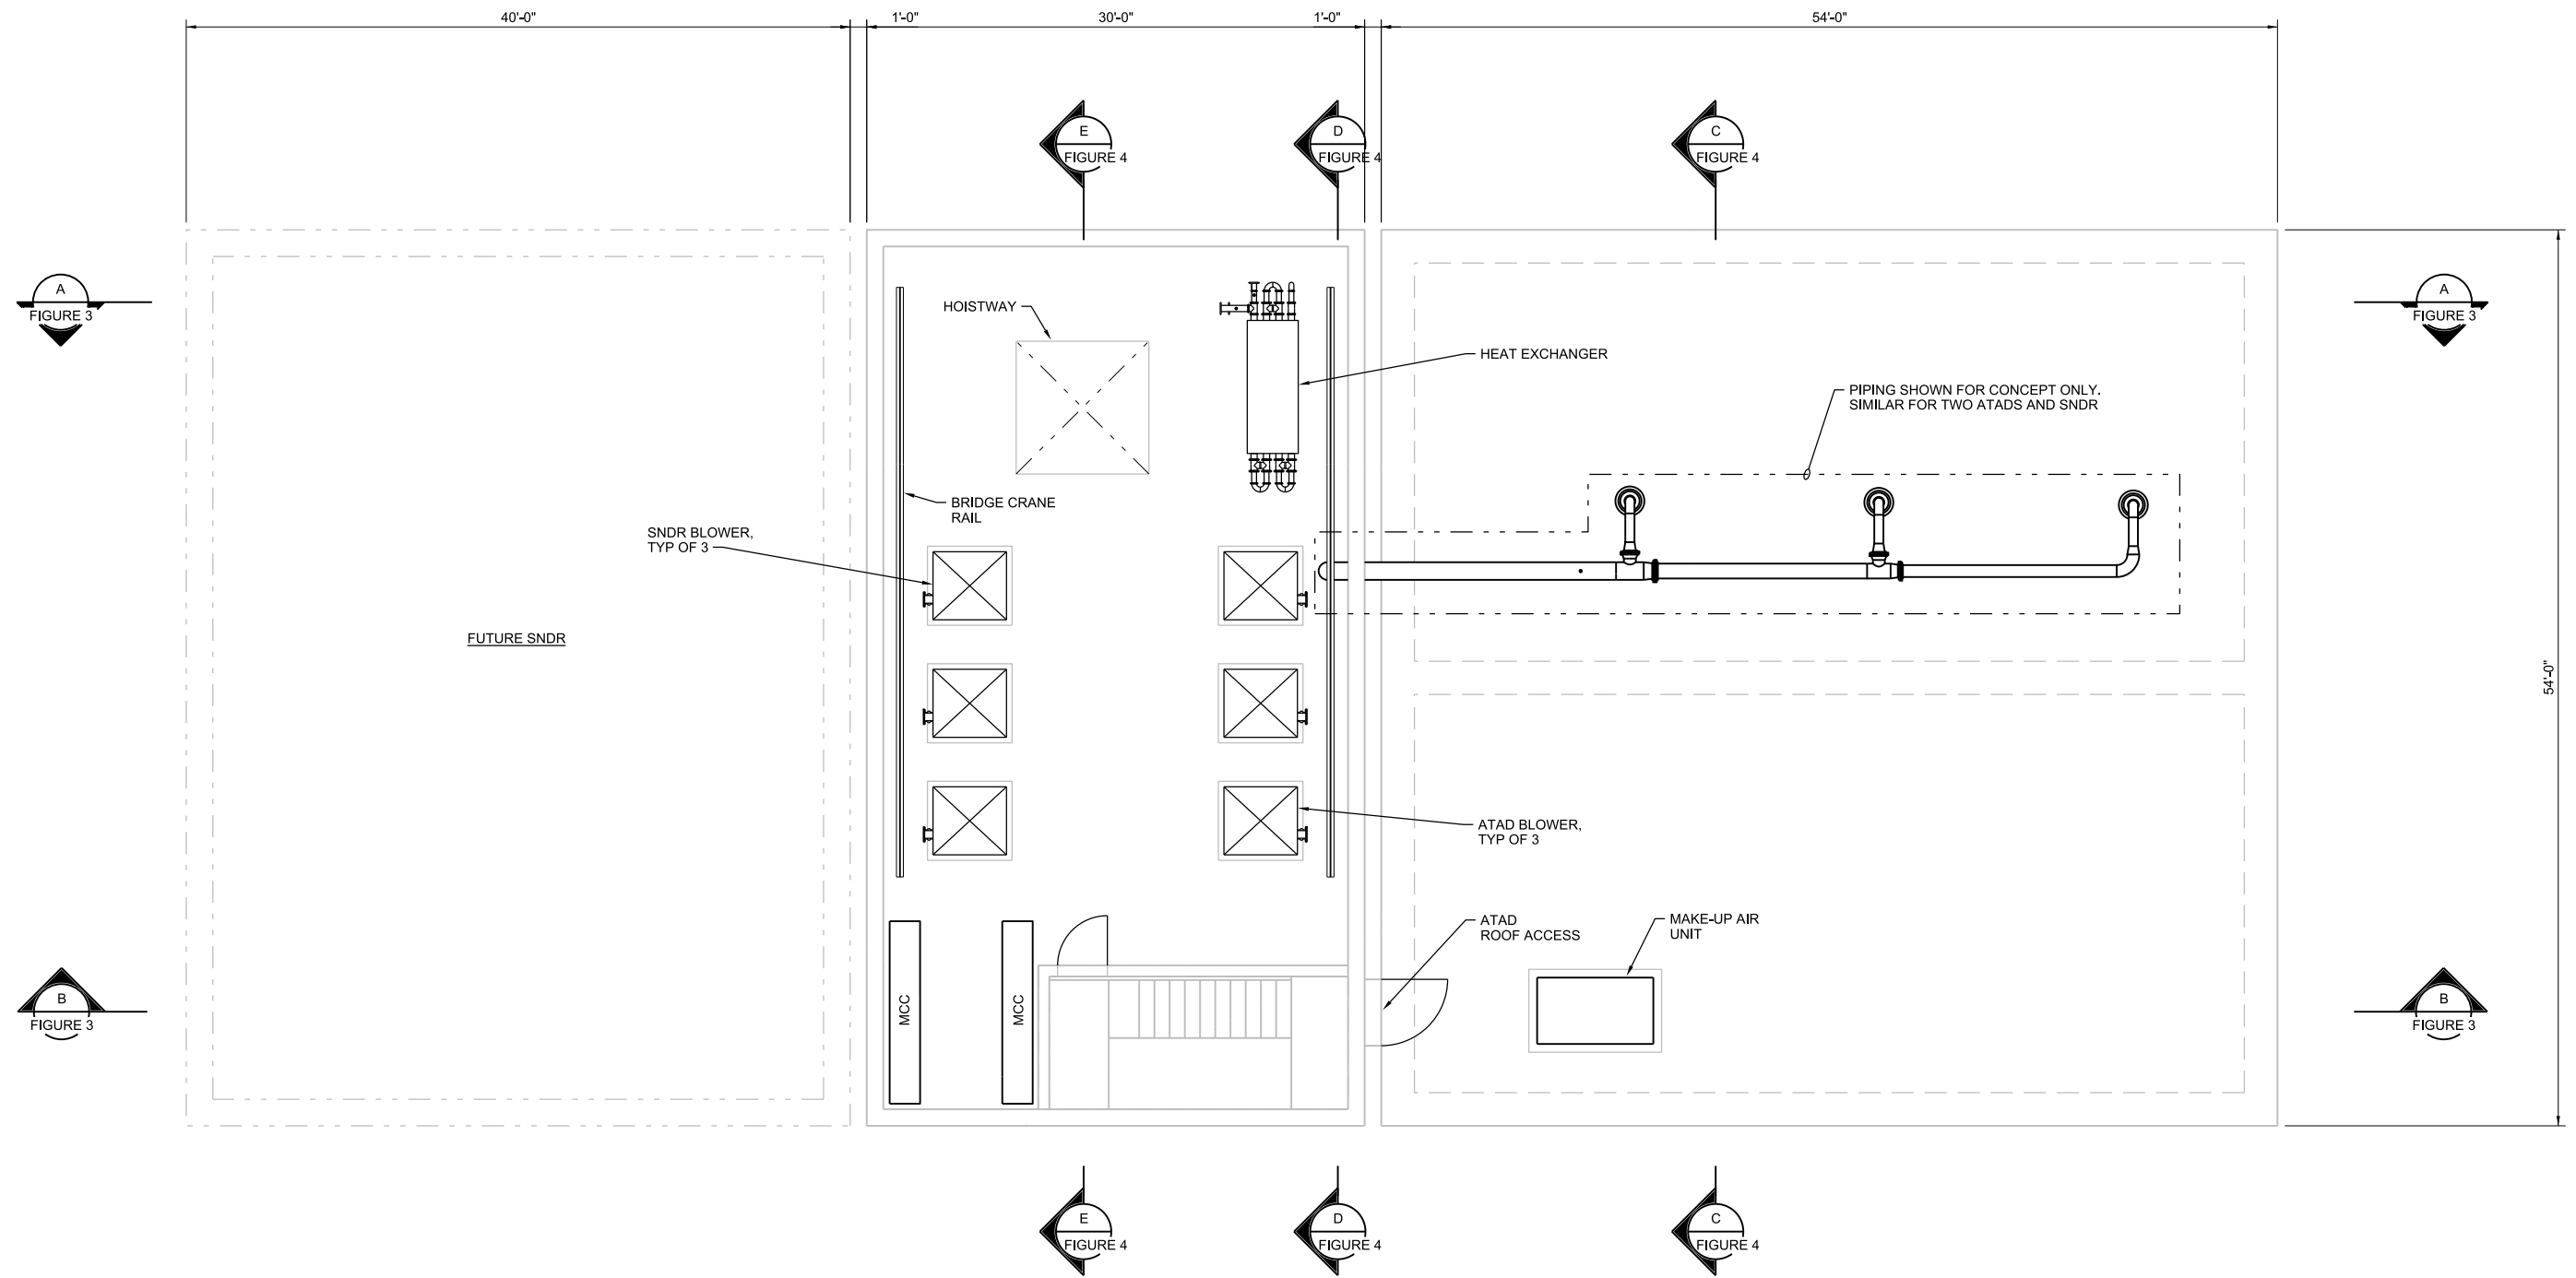 40'-0"
1'-0"
30'-0"
1'-0"
54'-0"
E
FIGURE 4
D
FIGURE 4
C
FIGURE 4
A
FIGURE 3
A
FIGURE 3
HOISTWAY
HEAT EXCHANGER
PIPING SHOWN FOR CONCEPT ONLY.
SIMILAR FOR TWO ATADS AND SNDR
BRIDGE CRANE
RAIL
SNDR BLOWER,
TYP OF 3
FUTURE SNDR
54'-0"
ATAD BLOWER,
TYP OF 3
ATAD
ROOF ACCESS
MAKE-UP AIR
UNIT
MCC
MCC
B
FIGURE 3
B
FIGURE 3
E
FIGURE 4
D
FIGURE 4
C
FIGURE 4